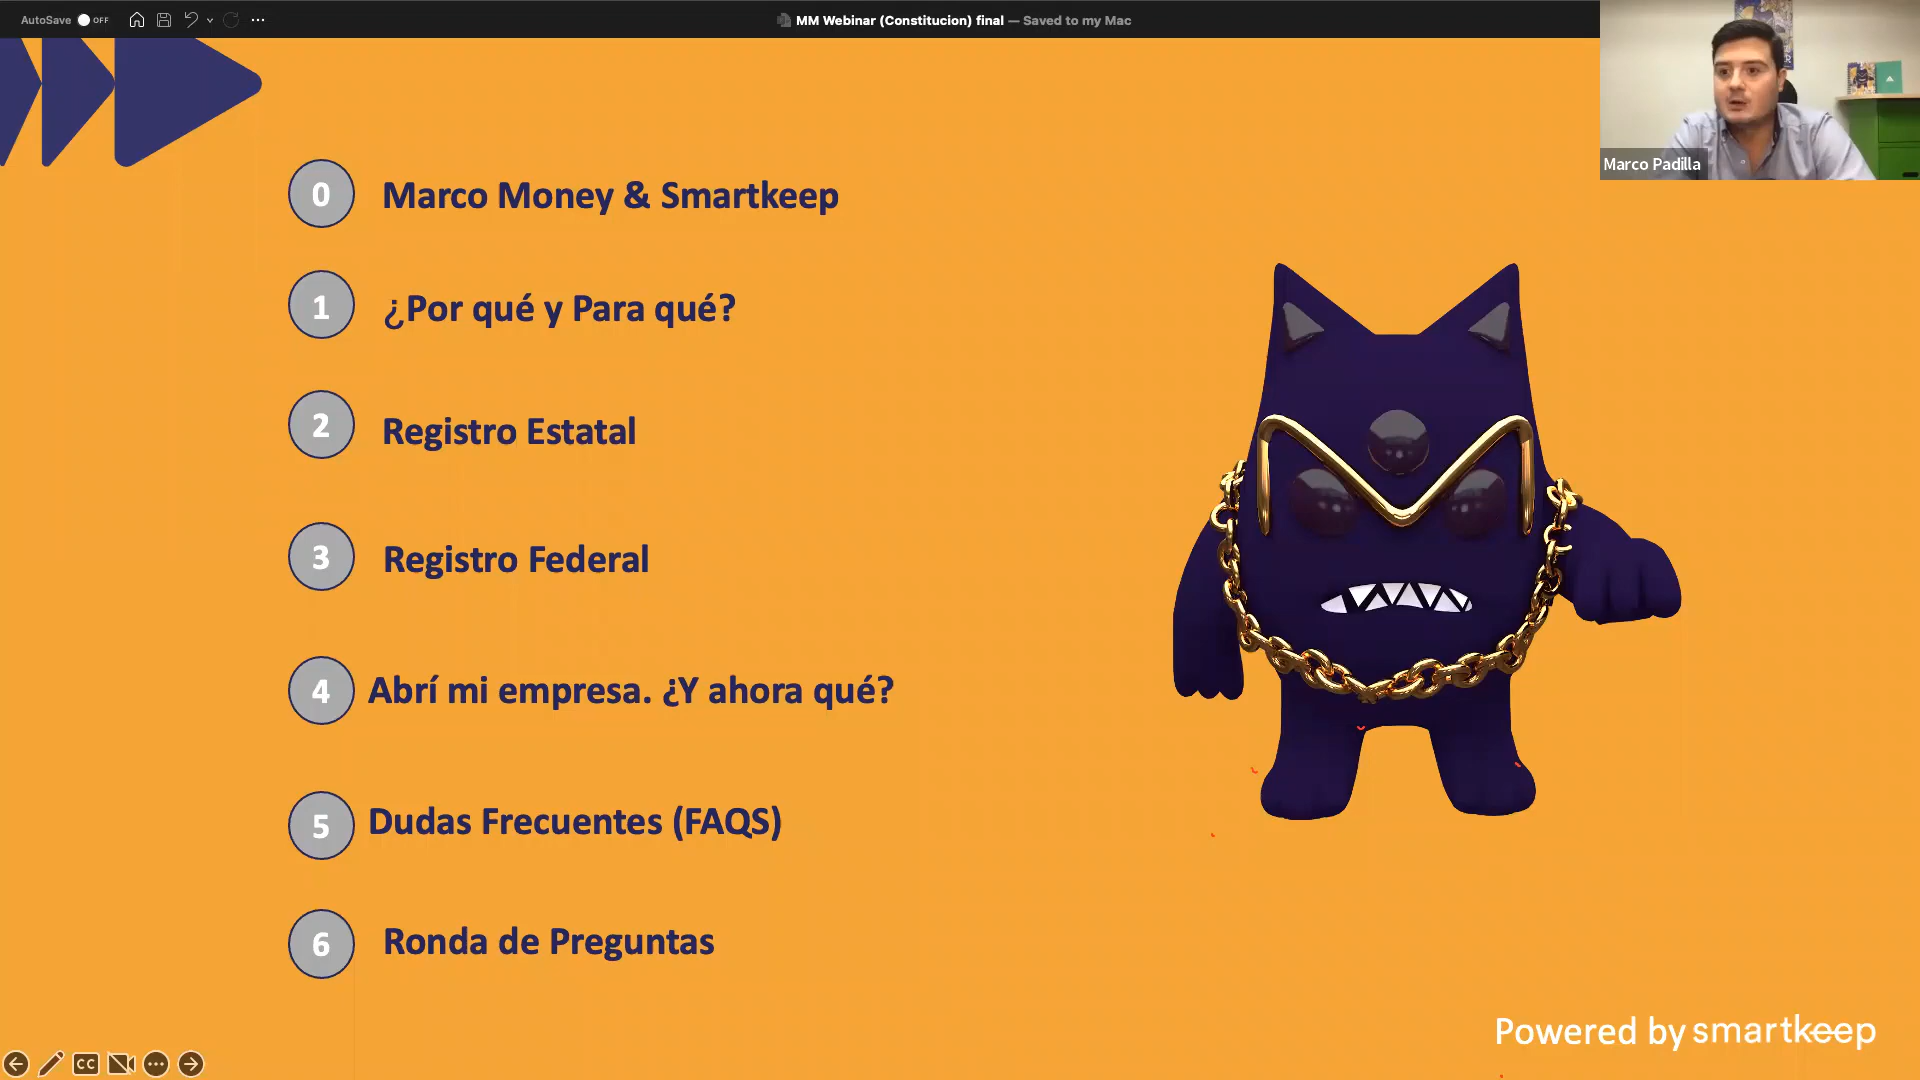 AutoSave OFF
MM Webinar (Constitucion) final — Saved to my Mac
Marco Padilla
0 Marco Money & Smartkeep
1 ¿Por qué y Para qué?
2 Registro Estatal
3 Registro Federal
4 Abrí mi empresa. ¿Y ahora qué?
5 Dudas Frecuentes (FAQS)
6 Ronda de Preguntas
Powered by smartkeep
CC